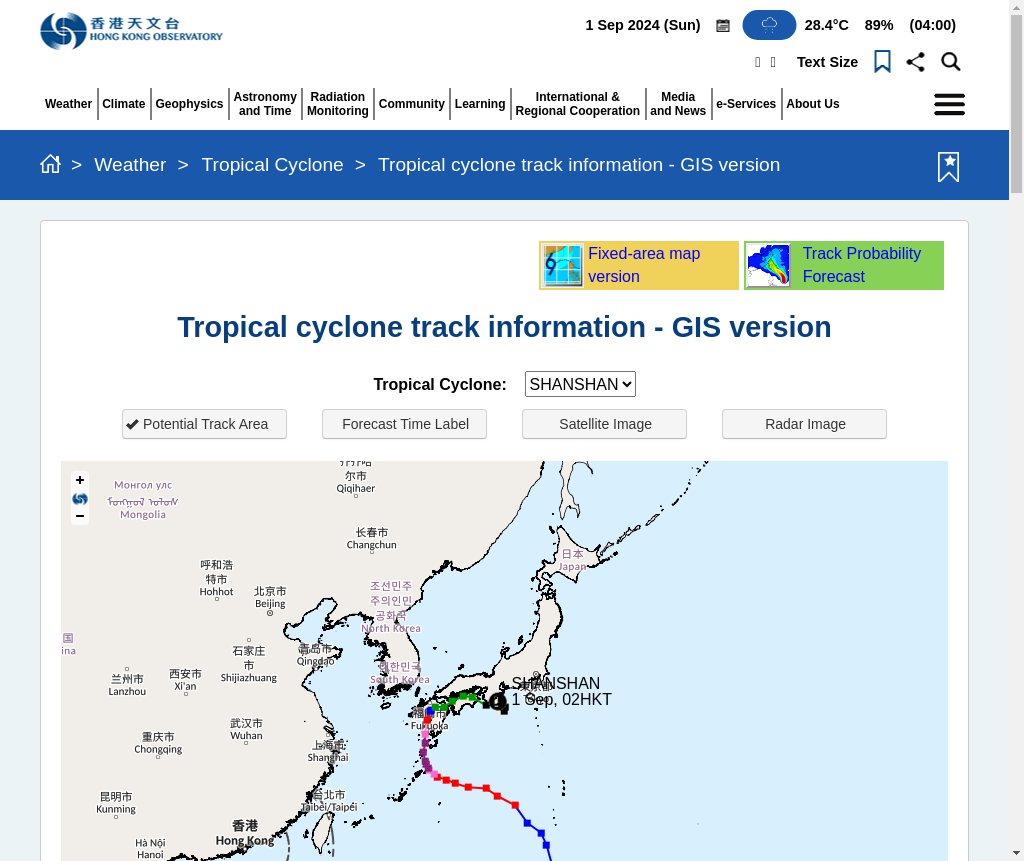 香港天文台
HONG KONG OBSERVATORY
1 Sep 2024 (Sun)
28.4°C
89%
(04:00)
Text Size
Weather
Climate
Geophysics
Astronomy
and Time
Radiation
Monitoring
Community
Learning
International &
Regional Cooperation
Media
and News
e-Services
About Us
> Weather > Tropical Cyclone > Tropical cyclone track information - GIS version
Fixed-area map
version
Track Probability
Forecast
Tropical cyclone track information - GIS version
Tropical Cyclone: SHANSHAN
Potential Track Area
Forecast Time Label
Satellite Image
Radar Image
+
−
Монгол улс
Mongolia
尔市
Qiqihaer
长春市
Changchun
日本
Japan
呼和浩
特市
Hohhot
北京市
Beijing
조선민주
주의인민
공화국
North Korea
国
ina
石家庄
市
Shijiazhuang
青岛市
Qingdao
대한민국
South Korea
兰州市
Lanzhou
西安市
Xi'an
SHANSHAN
1 Sep, 02HKT
福岡市
Fukuoka
武汉市
Wuhan
重庆市
Chongqing
上海市
Shanghai
昆明市
Kunming
台北市
Taibei/Taipei
香港
Hong Kong
Hà Nội
Hanoi